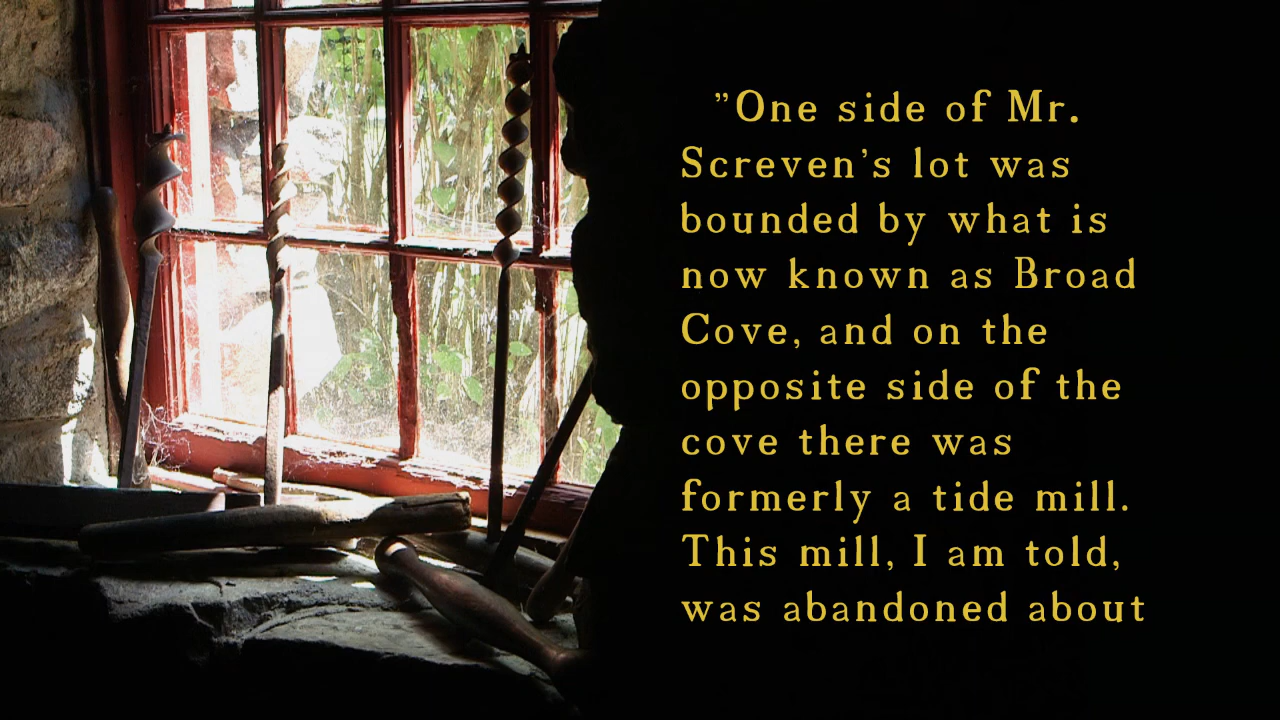 ”One side of Mr.
Screven’s lot was
bounded by what is
now known as Broad
Cove, and on the
opposite side of the
cove there was
formerly a tide mill.
This mill, I am told,
was abandoned about